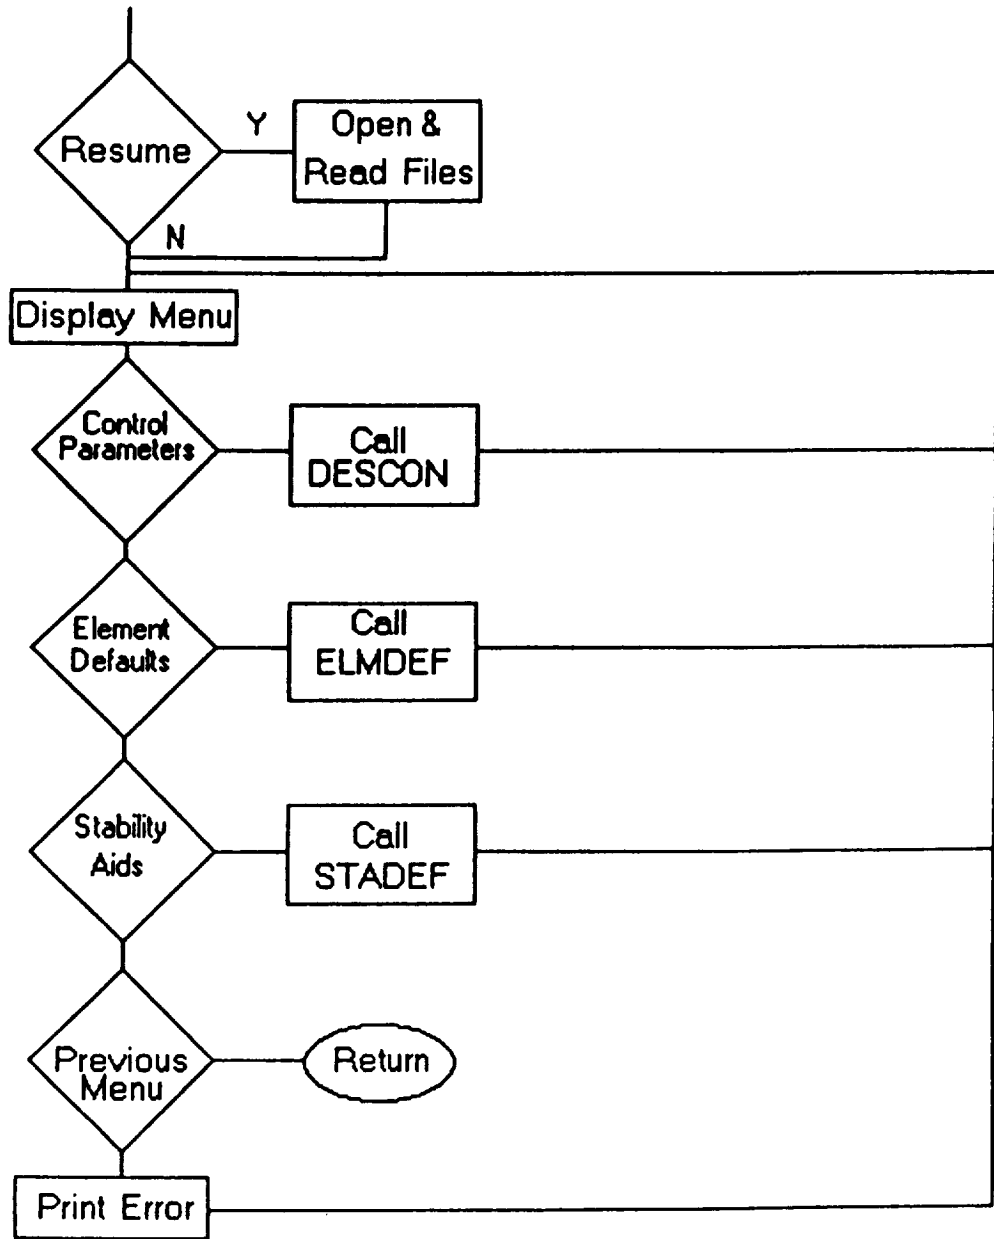 Resume
Y
Open &
Read Files
N
Display Menu
Control
Parameters
Call
DESCON
Element
Defaults
Call
ELMDEF
Stability
Aids
Call
STADEF
Previous
Menu
Return
Print Error